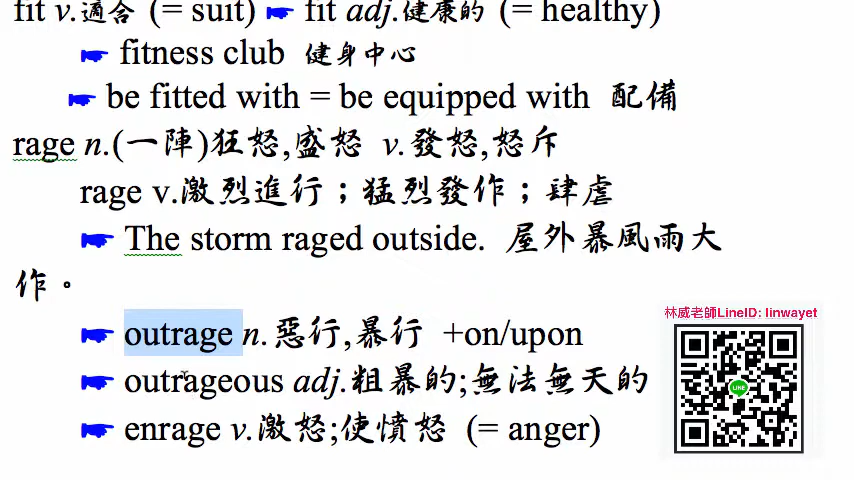 fit v.適合 (= suit) ☛ fit adj.健康的 (= healthy)
☛ fitness club 健身中心
☛ be fitted with = be equipped with 配備
rage n.(一陣)狂怒,盛怒 v.發怒,怒斥
rage v.激烈進行；猛烈發作；肆虐
☛ The storm raged outside. 屋外暴風雨大
作。
林威老師LineID: linwayet
☛ outrage n.惡行,暴行 +on/upon
☛ outrageous adj.粗暴的;無法無天的
LINE
☛ enrage v.激怒;使憤怒 (= anger)